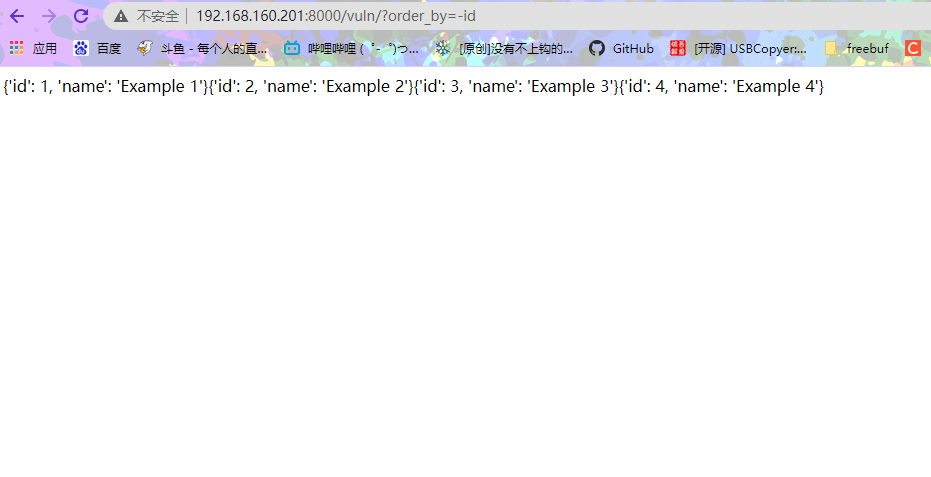 不安全 192.168.160.201:8000/vuln/?order_by=-id
应用 百度 斗鱼 - 每个人的直... 哔哩哔哩 ( ゜- ゜)つ... [原创]没有不上钩的... GitHub [开源] USBCopyer:... freebuf C
{'id': 1, 'name': 'Example 1'}{'id': 2, 'name': 'Example 2'}{'id': 3, 'name': 'Example 3'}{'id': 4, 'name': 'Example 4'}